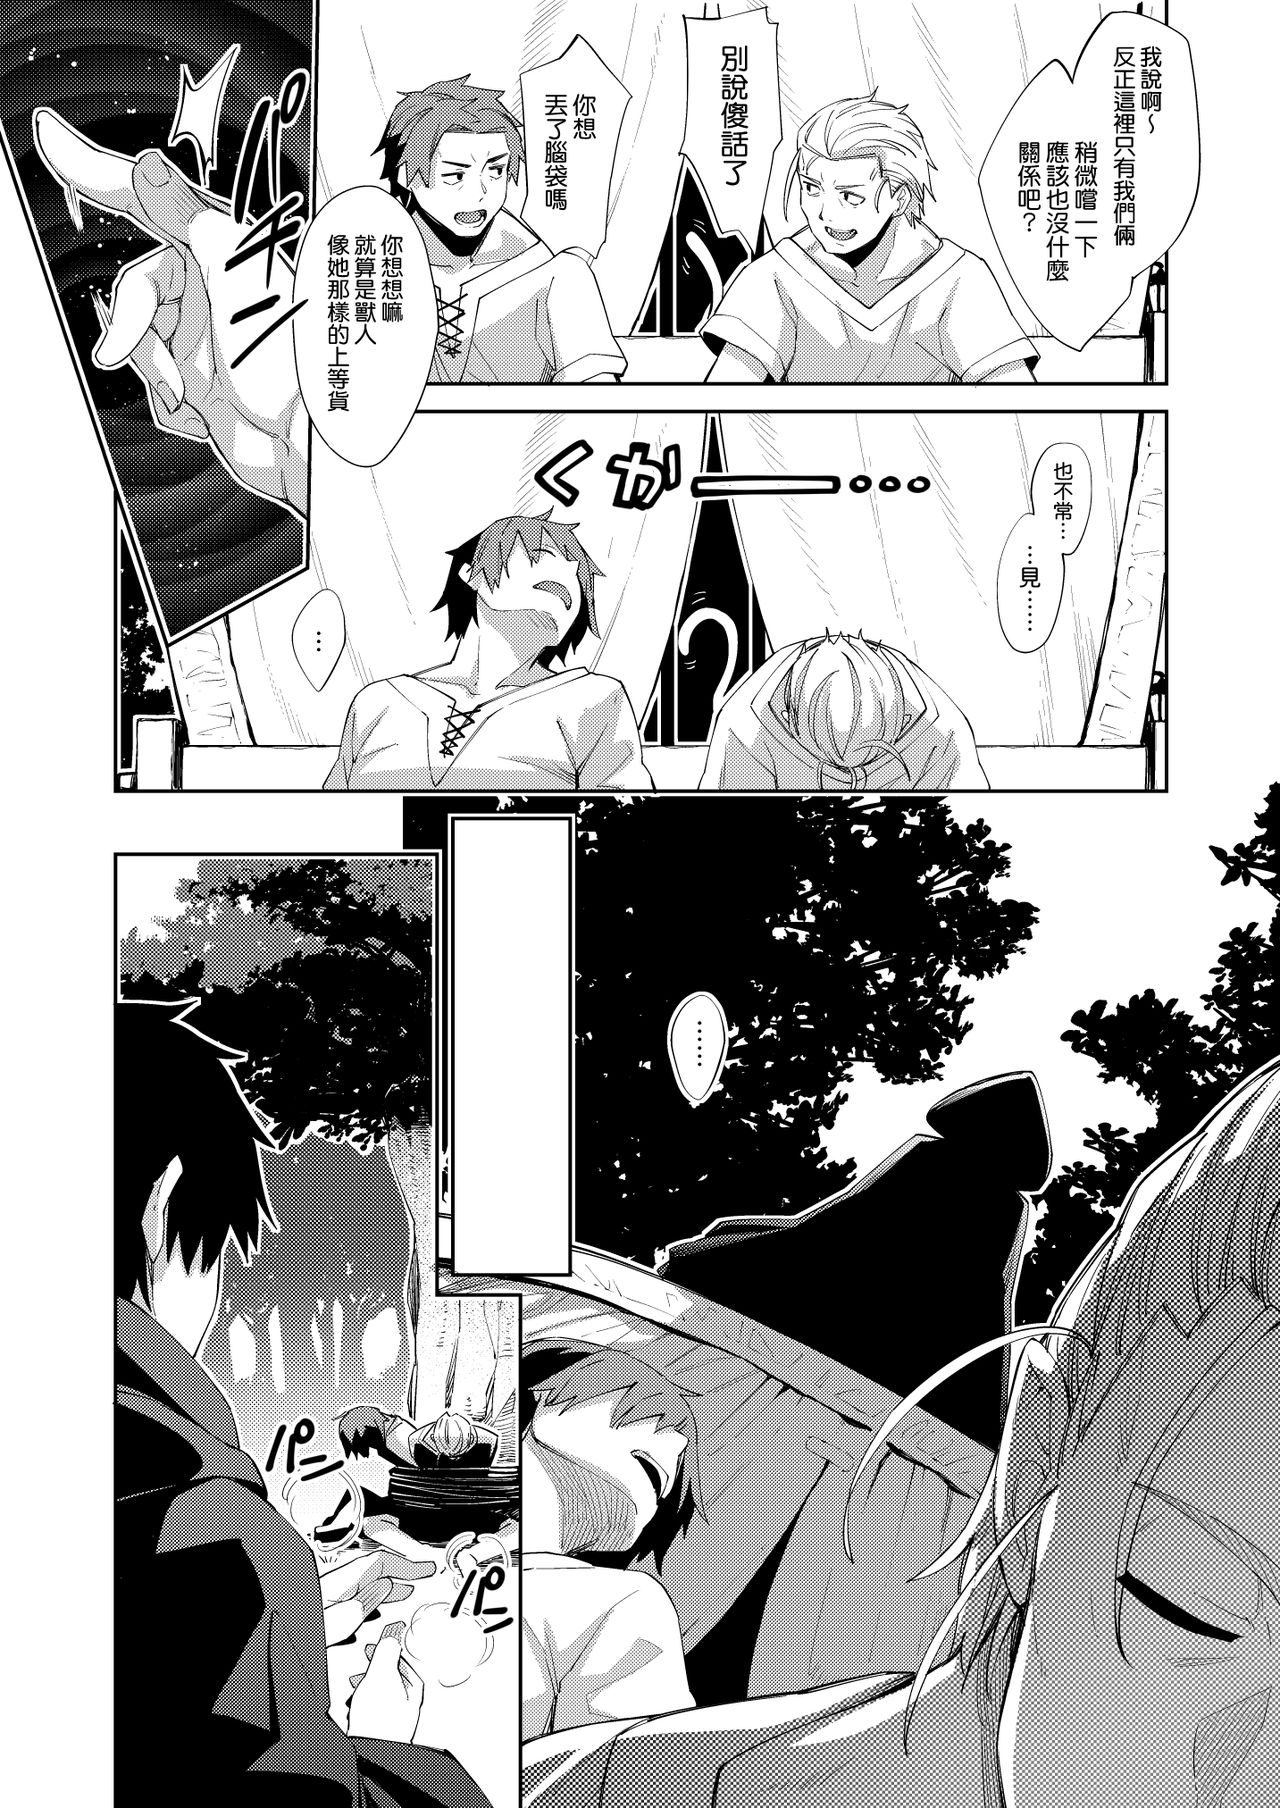 我說啊～
反正這裡只有我們倆
稍微嚐一下
應該也沒什麼
關係吧？
別說傻話了
你想
丟了腦袋嗎
你想想嘛
就算是獸人
像她那樣的上等貨
パチン
也不常…
…見……
くかー…
…
……
パンパン
パン